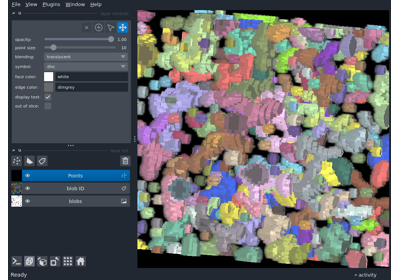 File View Plugins Window Help
opacity: 1.00
point size: 10
blending: translucent
symbol: disc
face color: white
edge color: dimgrey
display text:
out of slice:
Points
blob ID
blobs
Ready
activity